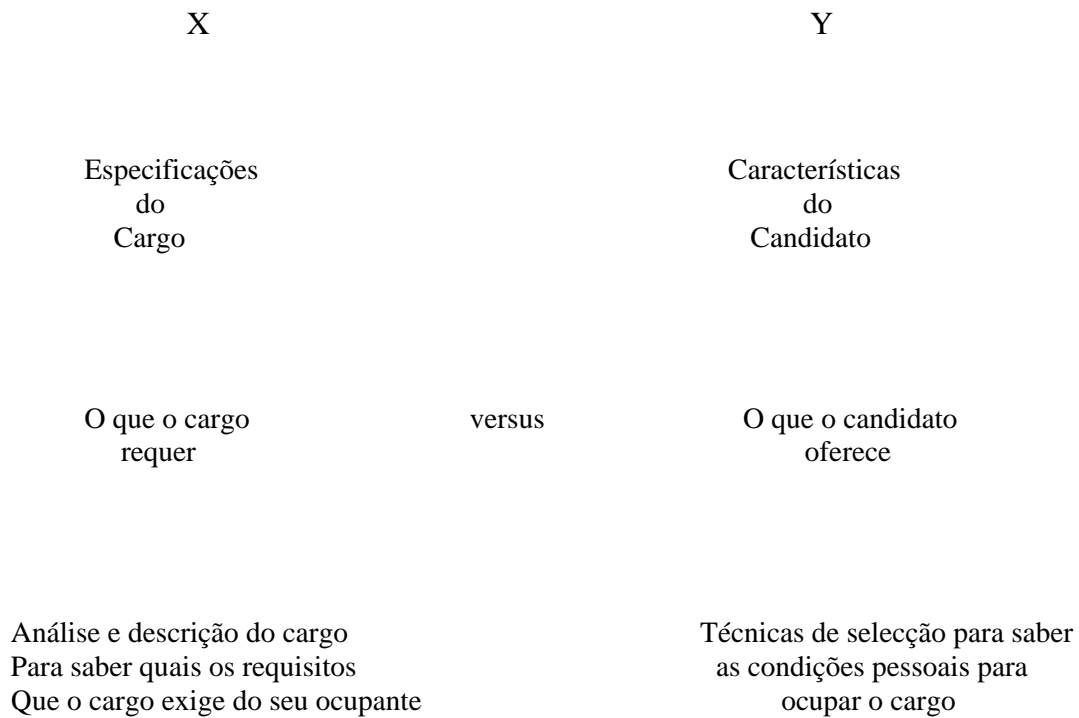 X Y
Especificações Característícas
do do
Cargo Candidato
O que o cargo versus O que o candidato
requer oferece
Análise e descrição do cargo Técnicas de selecção para saber
Para saber quais os requisitos as condições pessoais para
Que o cargo exige do seu ocupante ocupar o cargo